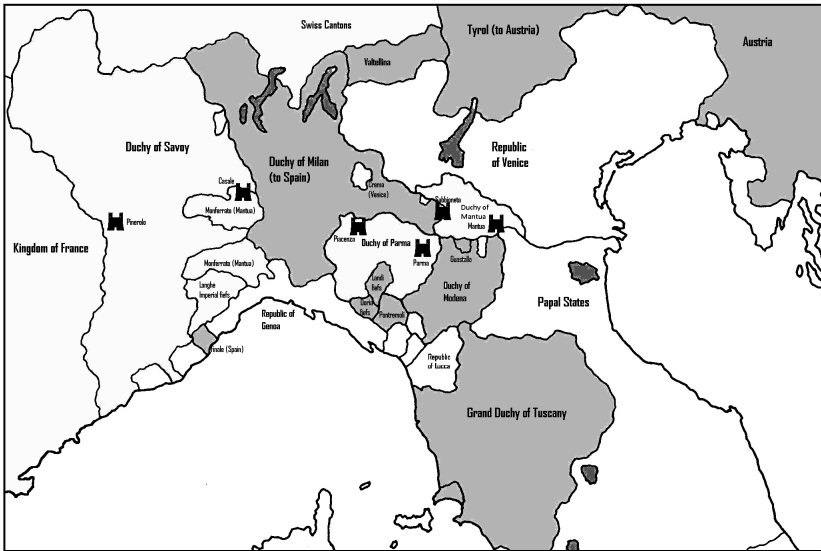 Swiss Cantons
Tyrol (to Austria)
Austria
Valtellina
Duchy of Savoy
Republic
of Venice
Duchy of Milan
(to Spain)
Casale
Crema
(Venice)
Monferrato (Mantua)
Sabbioneta
Duchy of
Mantua
Mantua
Pinerolo
Piacenza
Duchy of Parma
Parma
Guastalla
Kingdom of France
Monferrato (Mantua)
Landi
fiefs
Duchy of
Modena
Langhe
Imperial fiefs
Papal States
Doria
fiefs
Pontremoli
Republic of
Genoa
Finale (Spain)
Republic
of Lucca
Grand Duchy of Tuscany